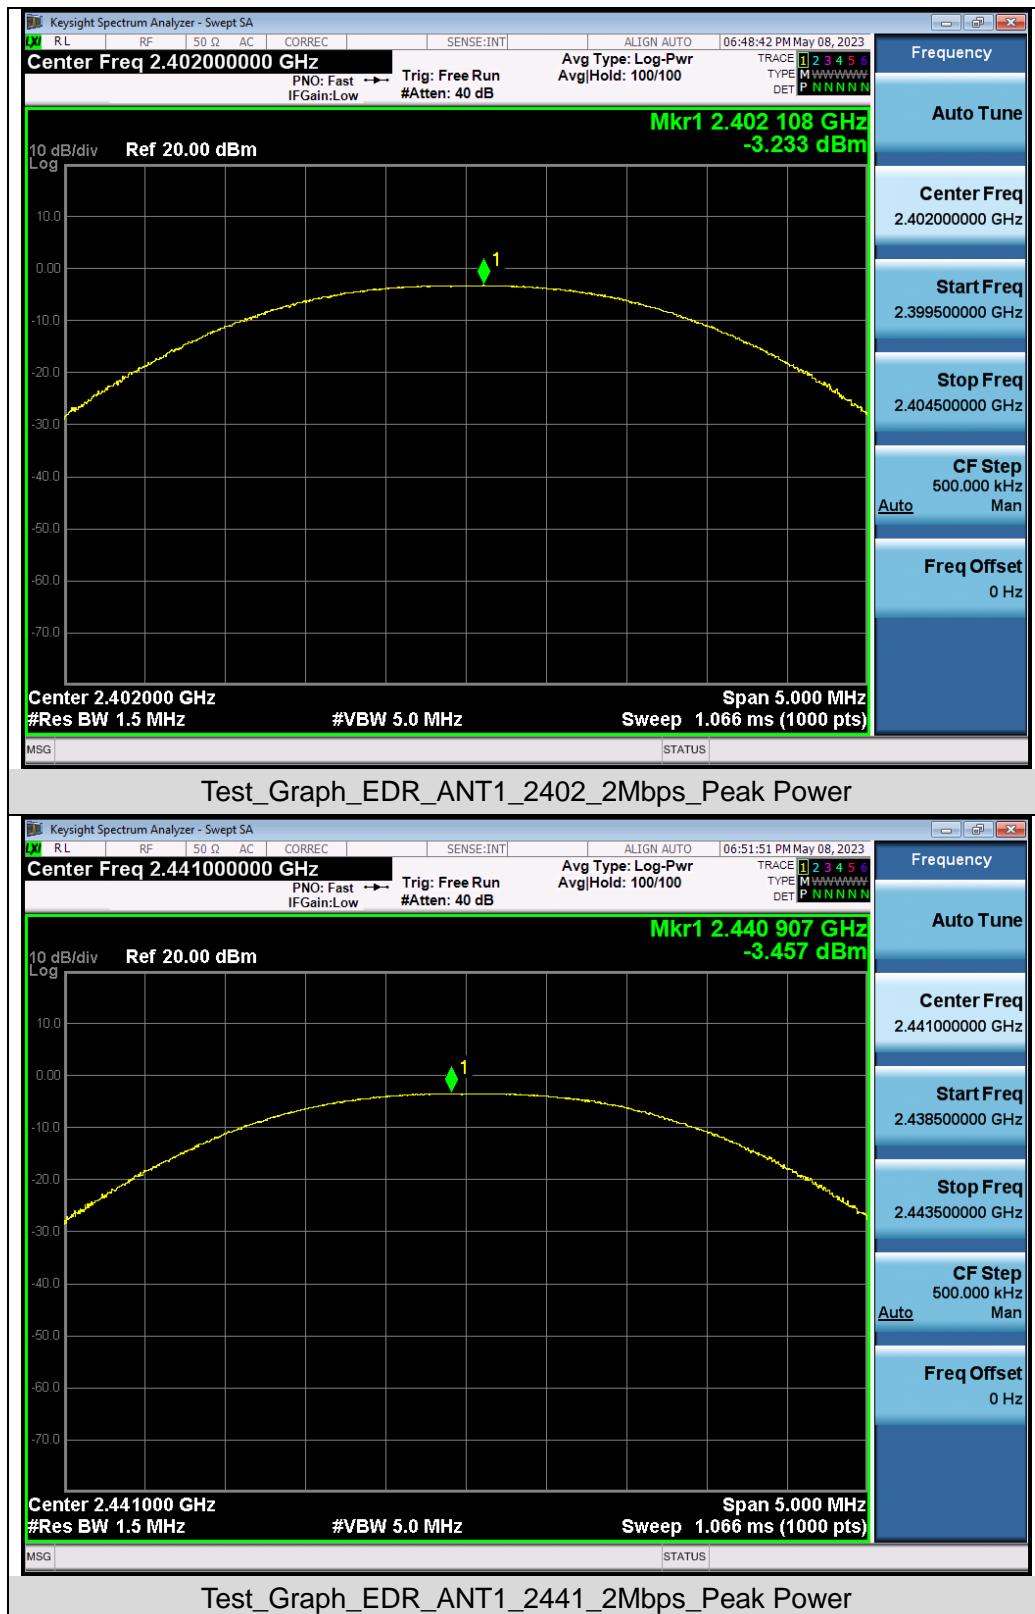 Keysight Spectrum Analyzer - Swept SA
LXI RL RF 50 Ω AC CORREC SENSE:INT ALIGN AUTO 06:48:42 PM May 08, 2023
Center Freq 2.402000000 GHz
PNO: Fast
IFGain:Low
Trig: Free Run
#Atten: 40 dB
Avg Type: Log-Pwr
Avg|Hold: 100/100
TRACE 1 2 3 4 5 6
TYPE M WWWWW
DET P N N N N N
Mkr1 2.402 108 GHz
-3.233 dBm
10 dB/div Ref 20.00 dBm
Log
10.0
0.00
-10.0
-20.0
-30.0
-40.0
-50.0
-60.0
-70.0
1
Center 2.402000 GHz Span 5.000 MHz
#Res BW 1.5 MHz #VBW 5.0 MHz Sweep 1.066 ms (1000 pts)
MSG STATUS
Frequency
Auto Tune
Center Freq
2.402000000 GHz
Start Freq
2.399500000 GHz
Stop Freq
2.404500000 GHz
CF Step
500.000 kHz
Auto Man
Freq Offset
0 Hz
Test_Graph_EDR_ANT1_2402_2Mbps_Peak Power
Keysight Spectrum Analyzer - Swept SA
LXI RL RF 50 Ω AC CORREC SENSE:INT ALIGN AUTO 06:51:51 PM May 08, 2023
Center Freq 2.441000000 GHz
PNO: Fast
IFGain:Low
Trig: Free Run
#Atten: 40 dB
Avg Type: Log-Pwr
Avg|Hold: 100/100
TRACE 1 2 3 4 5 6
TYPE M WWWWW
DET P N N N N N
Mkr1 2.440 907 GHz
-3.457 dBm
10 dB/div Ref 20.00 dBm
Log
10.0
0.00
-10.0
-20.0
-30.0
-40.0
-50.0
-60.0
-70.0
1
Center 2.441000 GHz Span 5.000 MHz
#Res BW 1.5 MHz #VBW 5.0 MHz Sweep 1.066 ms (1000 pts)
MSG STATUS
Frequency
Auto Tune
Center Freq
2.441000000 GHz
Start Freq
2.438500000 GHz
Stop Freq
2.443500000 GHz
CF Step
500.000 kHz
Auto Man
Freq Offset
0 Hz
Test_Graph_EDR_ANT1_2441_2Mbps_Peak Power